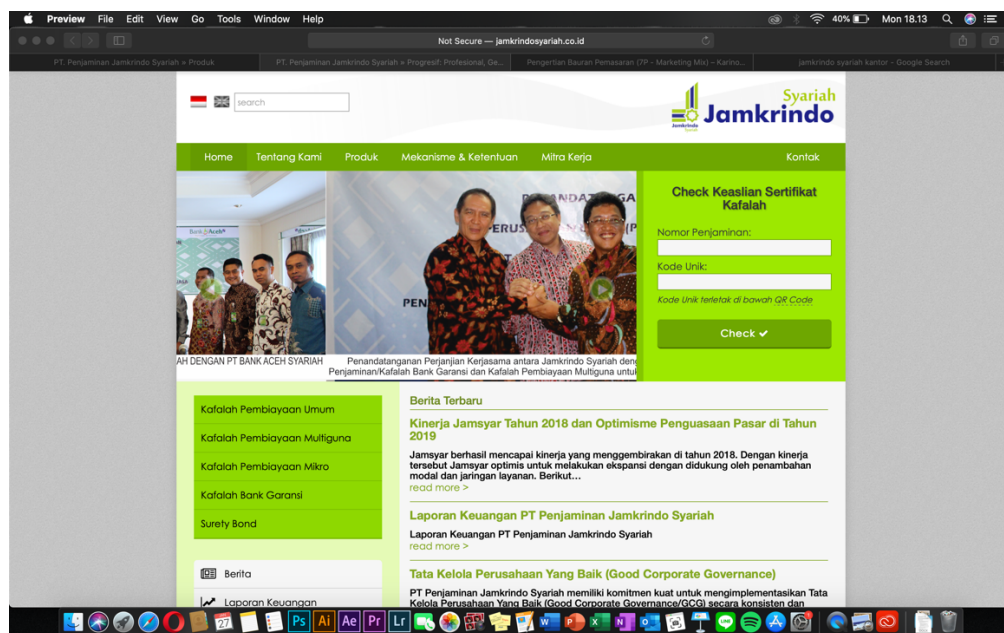 Preview File Edit View Go Tools Window Help
40% Mon 18.13
Not Secure — jamkrindosyariah.co.id
PT. Penjaminan Jamkrindo Syariah » Produk
PT. Penjaminan Jamkrindo Syariah » Progresif; Profesional, Ge...
Pengertian Bauran Pemasaran (7P - Marketing Mix) – Karino...
jamkrindo syariah kantor - Google Search
search
Syariah
Jamkrindo
Home Tentang Kami Produk Mekanisme & Ketentuan Mitra Kerja Kontak
Check Keaslian Sertifikat
Kafalah
Nomor Penjaminan:
Kode Unik:
Kode Unik terletak di bawah QR Code
Check ✔
AH DENGAN PT BANK ACEH SYARIAH
Penandatanganan Perjanjian Kerjasama antara Jamkrindo Syariah deng
Penjaminan/Kafalah Bank Garansi dan Kafalah Pembiayaan Multiguna untuk
Kafalah Pembiayaan Umum
Kafalah Pembiayaan Multiguna
Kafalah Pembiayaan Mikro
Kafalah Bank Garansi
Surety Bond
Berita
Laporan Keuangan
Berita Terbaru
Kinerja Jamsyar Tahun 2018 dan Optimisme Penguasaan Pasar di Tahun
2019
Jamsyar berhasil mencapai kinerja yang menggembirakan di tahun 2018. Dengan kinerja
tersebut Jamsyar optimis untuk melakukan ekspansi dengan didukung oleh penambahan
modal dan jaringan layanan. Berikut…
read more >
Laporan Keuangan PT Penjaminan Jamkrindo Syariah
Laporan Keuangan PT Penjaminan Jamkrindo Syariah
read more >
Tata Kelola Perusahaan Yang Baik (Good Corporate Governance)
PT Penjaminan Jamkrindo Syariah memiliki komitmen kuat untuk mengimplementasikan Tata
Kelola Perusahaan Yang Baik (Good Corporate Governance/GCG) secara konsisten dan
27
Ps Ai Ae Pr Lr